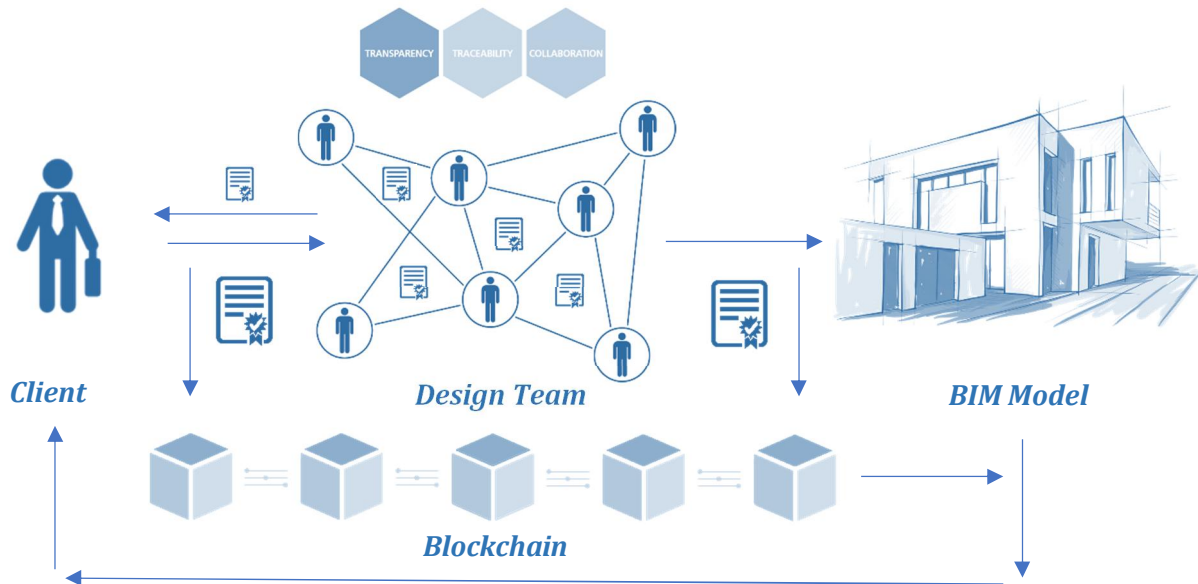 TRANSPARENCY
TRACEABILITY
COLLABORATION
Client
Design Team
BIM Model
Blockchain